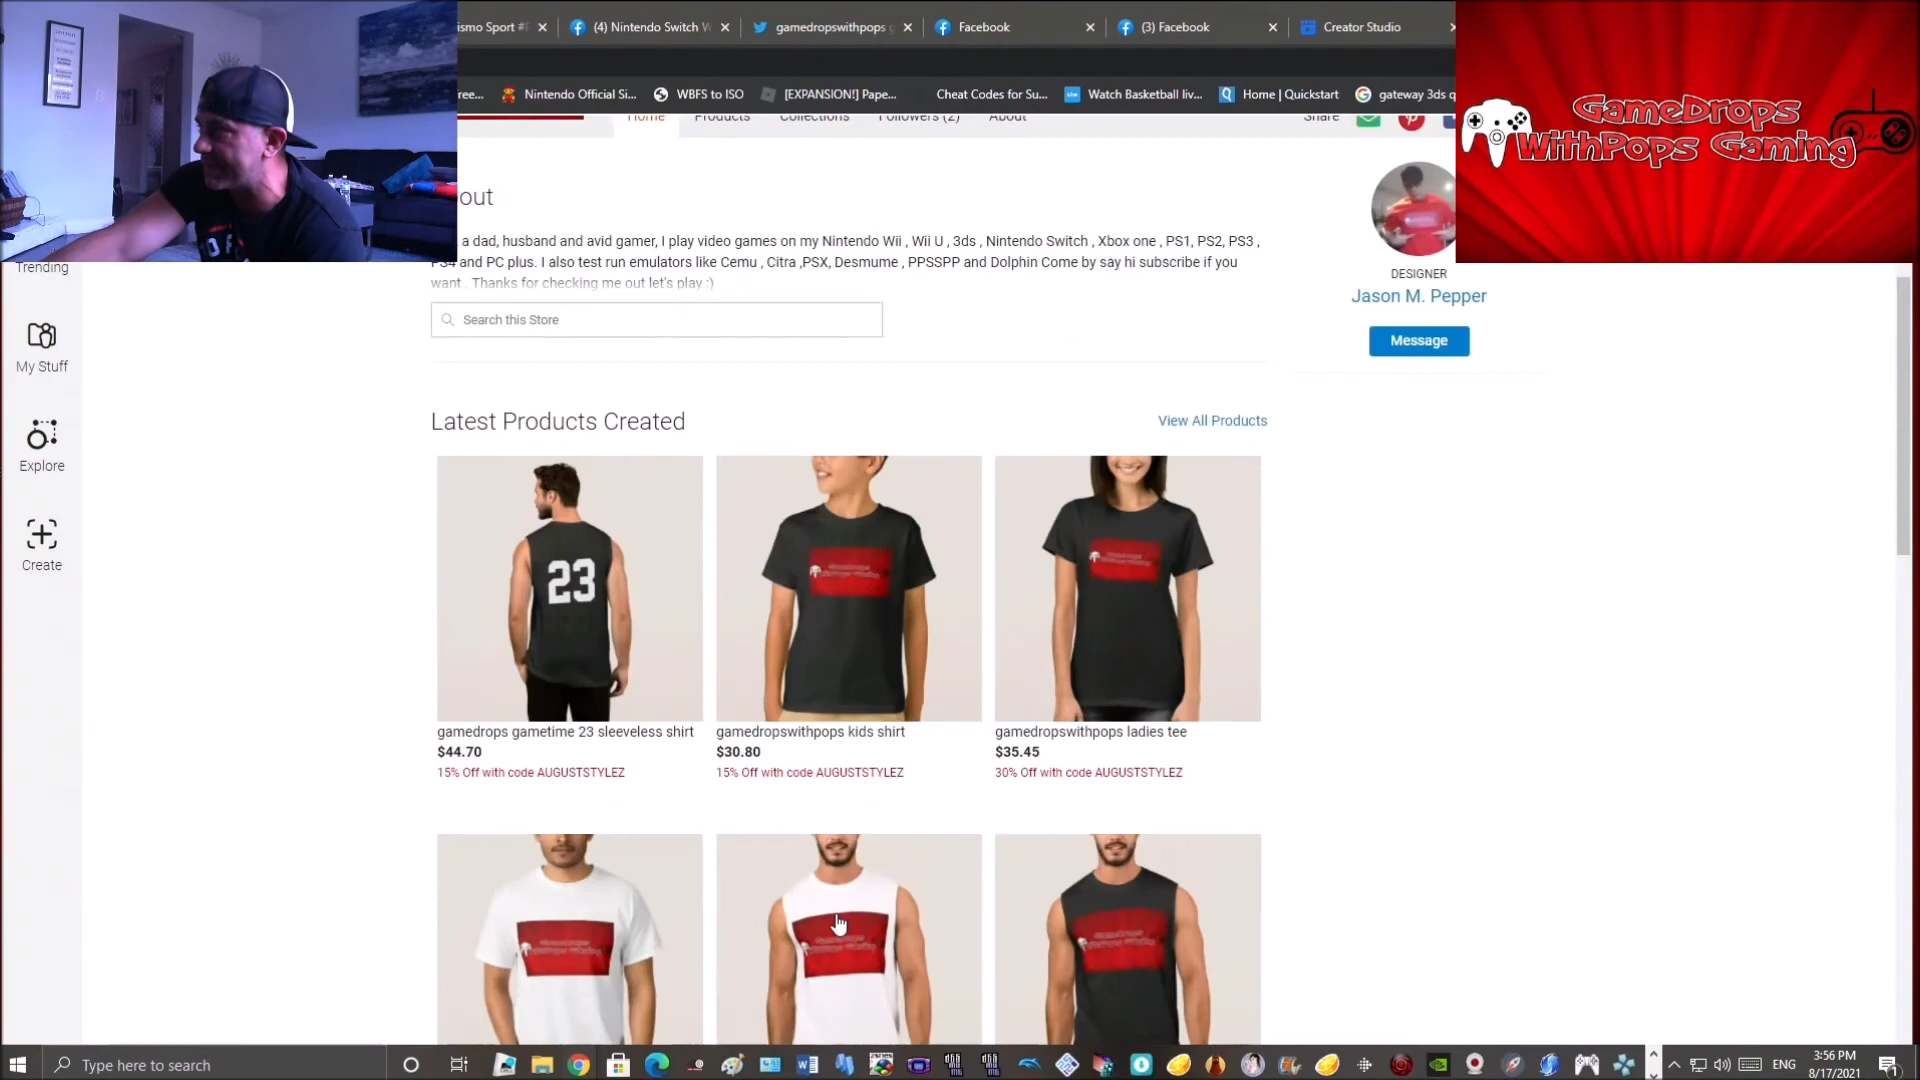 ismo Sport #
(4) Nintendo Switch W
gamedropswithpops g
Facebook
(3) Facebook
Creator Studio
ree...
Nintendo Official Si...
WBFS to ISO
[EXPANSION!] Pape...
Cheat Codes for Su...
Watch Basketball liv...
Home | Quickstart
gateway 3ds q
GameDrops
WithPops Gaming
Home
Products
Collections
Followers (2)
About
Share
out
a dad, husband and avid gamer, I play video games on my Nintendo Wii , Wii U , 3ds , Nintendo Switch , Xbox one , PS1, PS2, PS3 ,
PS4 and PC plus. I also test run emulators like Cemu , Citra ,PSX, Desmume , PPSSPP and Dolphin Come by say hi subscribe if you
want . Thanks for checking me out let's play :)
Search this Store
DESIGNER
Jason M. Pepper
Message
Trending
My Stuff
Explore
Create
Latest Products Created
View All Products
23
gamedrops gametime 23 sleeveless shirt
$44.70
15% Off with code AUGUSTSTYLEZ
gamedropswithpops kids shirt
$30.80
15% Off with code AUGUSTSTYLEZ
gamedropswithpops ladies tee
$35.45
30% Off with code AUGUSTSTYLEZ
Type here to search
ENG
3:56 PM
8/17/2021